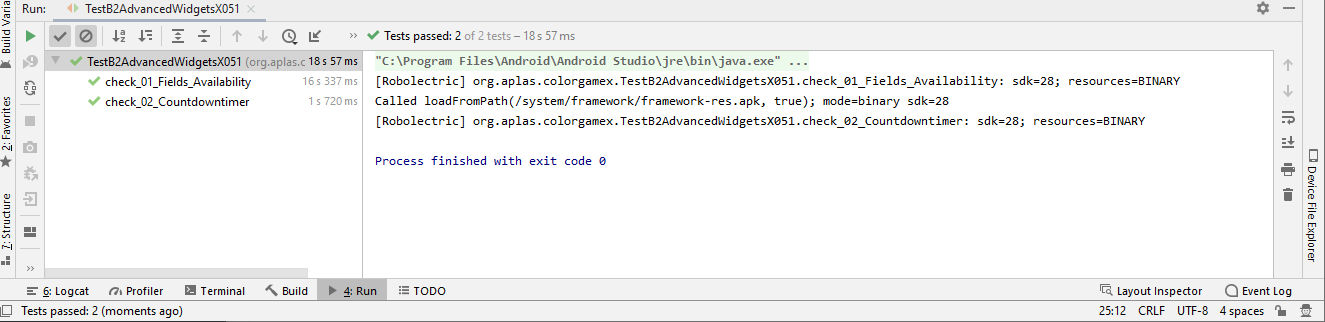 Run: TestB2AdvancedWidgetsX051
Tests passed: 2 of 2 tests – 18 s 57 ms
TestB2AdvancedWidgetsX051 (org.aplas.c 18 s 57 ms
check_01_Fields_Availability 16 s 337 ms
check_02_Countdowntimer 1 s 720 ms
"C:\Program Files\Android\Android Studio\jre\bin\java.exe" ...
[Robolectric] org.aplas.colorgamex.TestB2AdvancedWidgetsX051.check_01_Fields_Availability: sdk=28; resources=BINARY
Called loadFromPath(/system/framework/framework-res.apk, true); mode=binary sdk=28
[Robolectric] org.aplas.colorgamex.TestB2AdvancedWidgetsX051.check_02_Countdowntimer: sdk=28; resources=BINARY
Process finished with exit code 0
Build Varia
2: Favorites
7: Structure
Device File Explorer
6: Logcat Profiler Terminal Build 4: Run TODO Layout Inspector Event Log
Tests passed: 2 (moments ago) 25:12 CRLF UTF-8 4 spaces